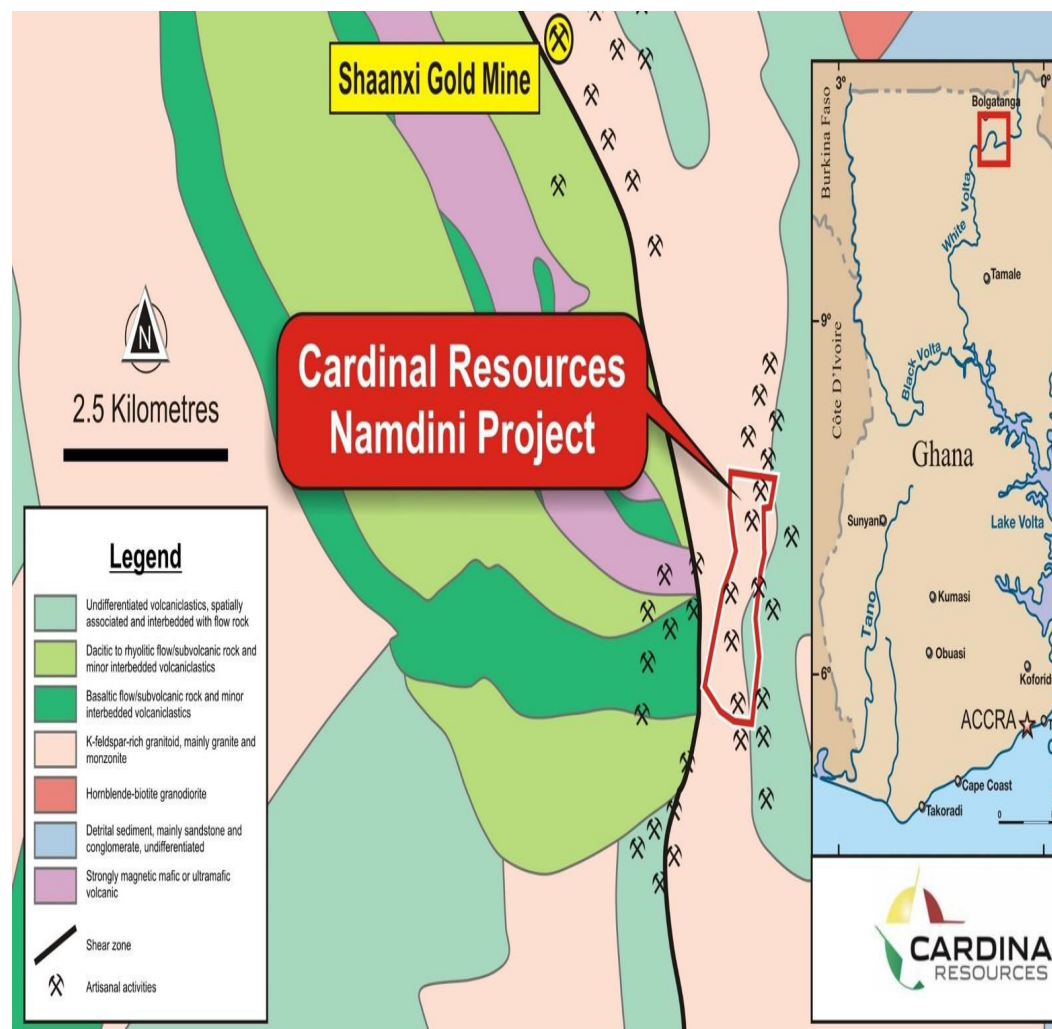 Shaanxi Gold Mine
N
2.5 Kilometres
Cardinal Resources
Namdini Project
Legend
Undifferentiated volcaniclastics, spatially
associated and interbedded with flow rock
Dacitic to rhyolitic flow/subvolcanic rock and
minor interbedded volcaniclastics
Basaltic flow/subvolcanic rock and minor
interbedded volcaniclastics
K-feldspar-rich granitoid, mainly granite and
monzonite
Hornblende-biotite granodiorite
Detrital sediment, mainly sandstone and
conglomerate, undifferentiated
Strongly magnetic mafic or ultramafic
volcanic
Shear zone
Artisanal activities
3°
0°
Burkina Faso
Bolgatanga
White Volta
Tamale
9°
Côte D'Ivoire
Black Volta
Ghana
Sunyani
Lake Volta
Tano
Kumasi
Obuasi
6°
Koforid
ACCRA
T
Cape Coast
Takoradi
0
CARDINA
RESOURCES